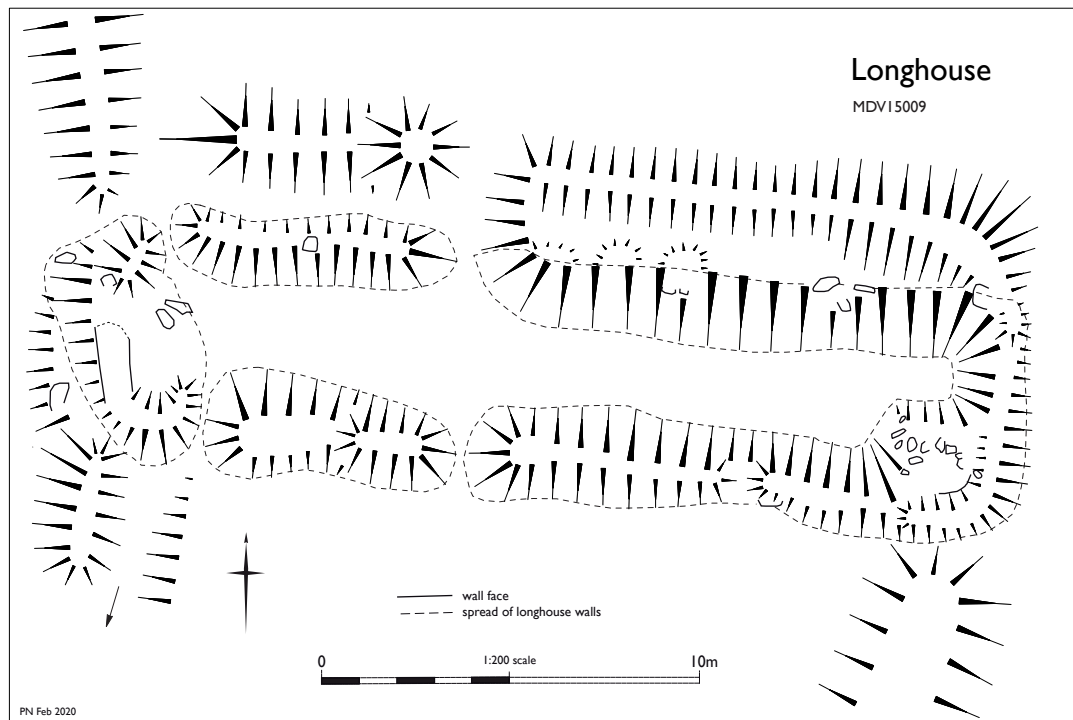 Longhouse
MDV15009
wall face
spread of longhouse walls
0 1:200 scale 10m
PN Feb 2020